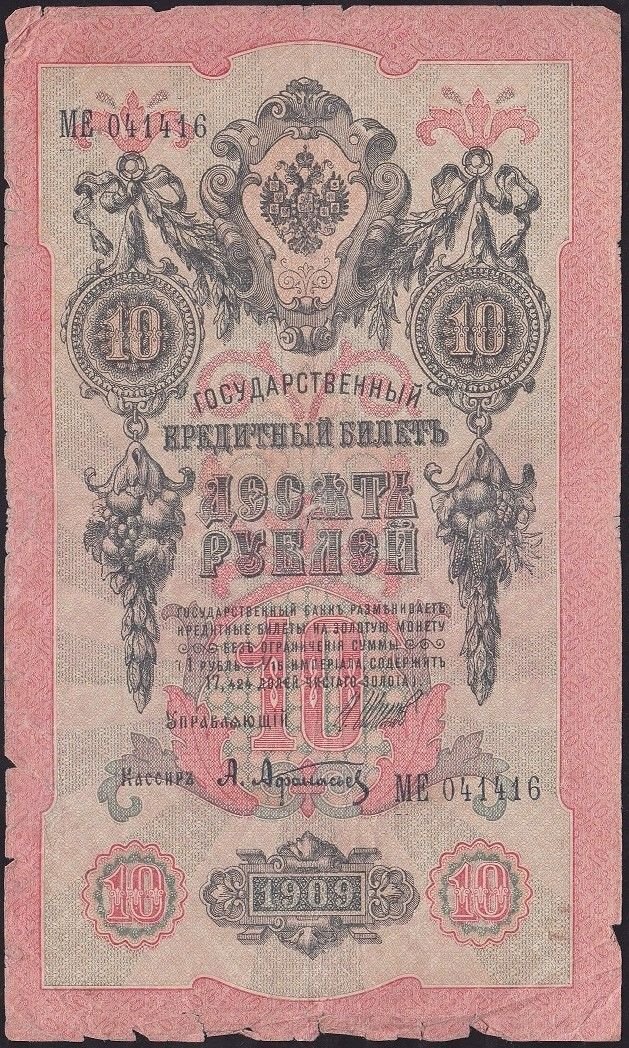 МЕ 041416
10 10
ГОСУДАРСТВЕННЫЙ
КРЕДИТНЫЙ БИЛЕТЪ
ДЕСЯТЬ
РУБЛЕЙ
ГОСУДАРСТВЕННЫЙ БАНКЪ РАЗМѢНИВАЕТЪ
КРЕДИТНЫЕ БИЛЕТЫ НА ЗОЛОТУЮ МОНЕТУ
БЕЗЪ ОГРАНИЧЕНІЯ СУММЫ
(1 РУБЛЬ = 1/15 ИМПЕРІАЛА, СОДЕРЖИТЪ
17,424 ДОЛЕЙ ЧИСТАГО ЗОЛОТА).
10
УПРАВЛЯЮЩІЙ
КАССИРЪ А. Афанасьев
МЕ 041416
10 1909 10